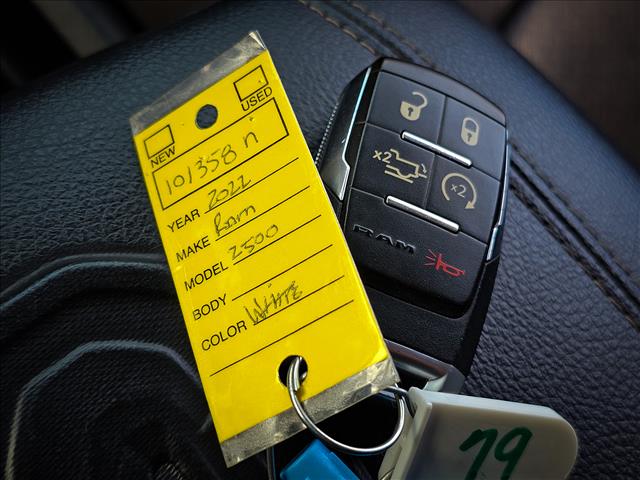 USED
NEW
101358 n
YEAR 2022
MAKE Ram
MODEL 2500
BODY
COLOR White
x2
x2
RAM
79